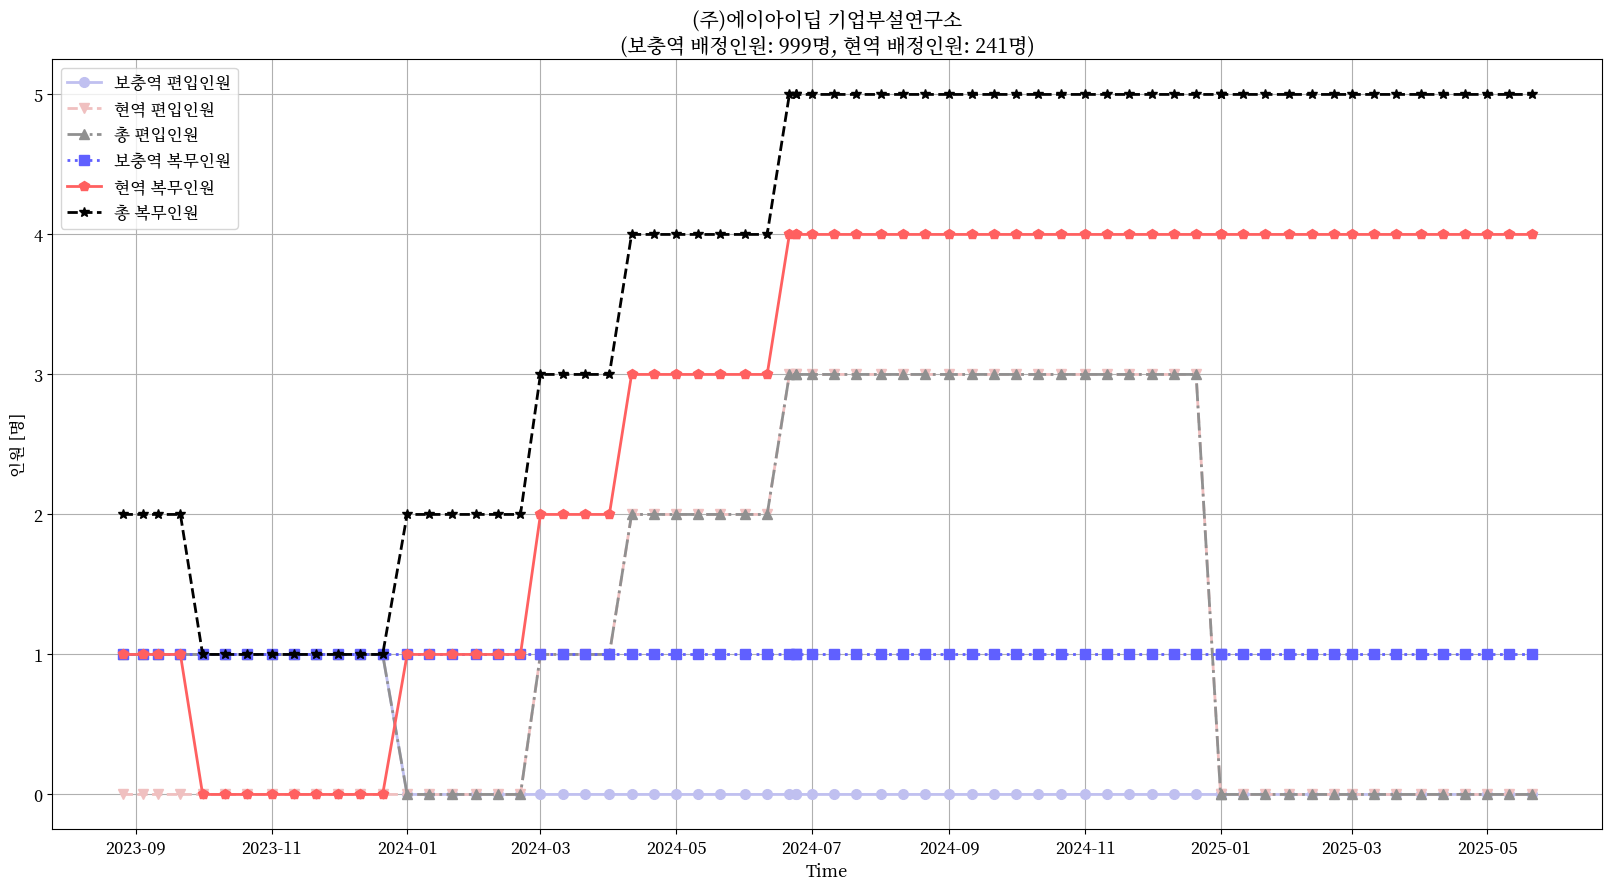 (주)에이아이딥 기업부설연구소
(보충역 배정인원: 999명, 현역 배정인원: 241명)
보충역 편입인원
현역 편입인원
총 편입인원
보충역 복무인원
현역 복무인원
총 복무인원
인원 [명]
5
4
3
2
1
0
2023-09 2023-11 2024-01 2024-03 2024-05 2024-07 2024-09 2024-11 2025-01 2025-03 2025-05
Time